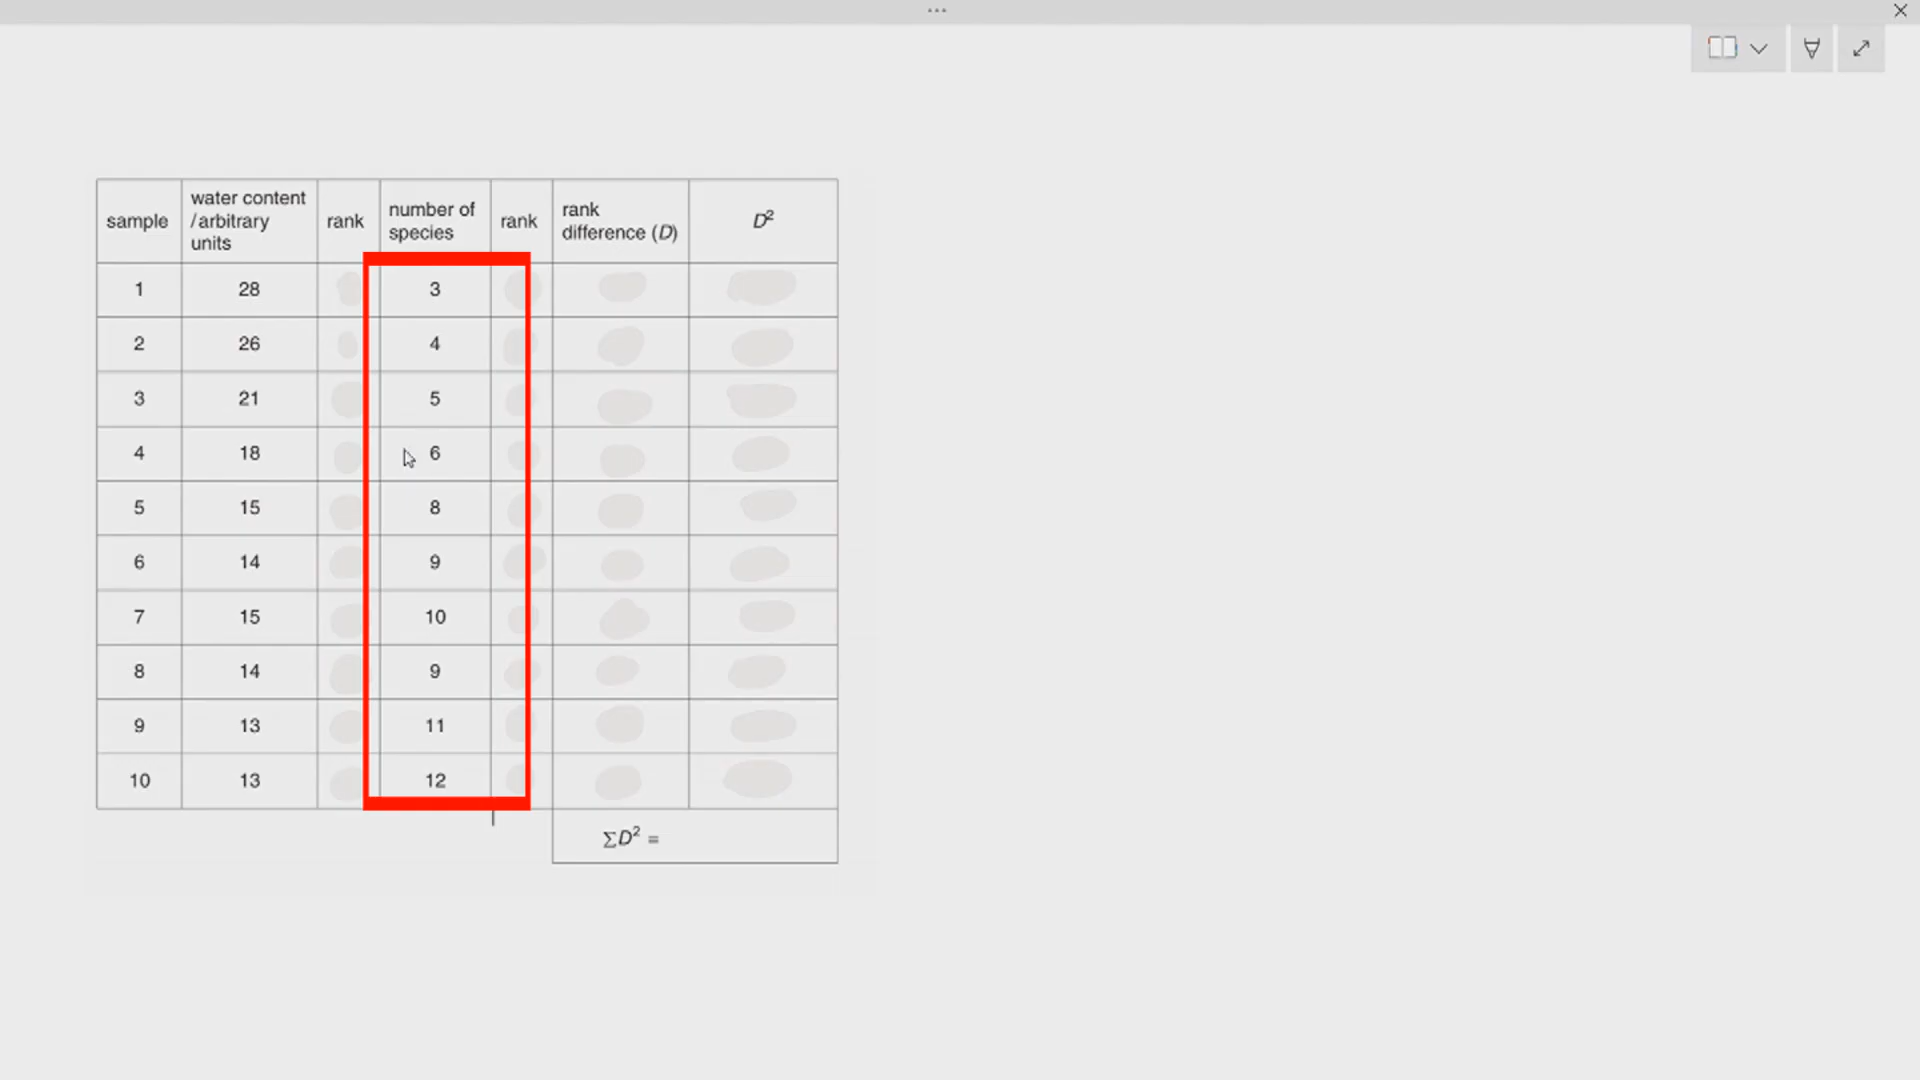 sample water content /arbitrary units rank number of species rank rank difference (D) D²
1 28 3
2 26 4
3 21 5
4 18 6
5 15 8
6 14 9
7 15 10
8 14 9
9 13 11
10 13 12
∑D² =